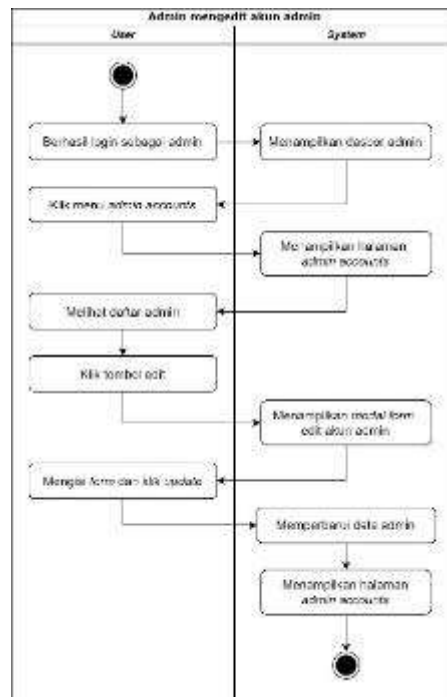 Admin mengedit akun admin
User
System
Berhasil login sebagai admin
Menampilkan dasbor admin
Klik menu admin accounts
Menampilkan halaman
admin accounts
Melihat daftar admin
Klik tombol edit
Menampilkan modal form
edit akun admin
Mengisi form dan klik update
Memperbarui data admin
Menampilkan halaman
admin accounts